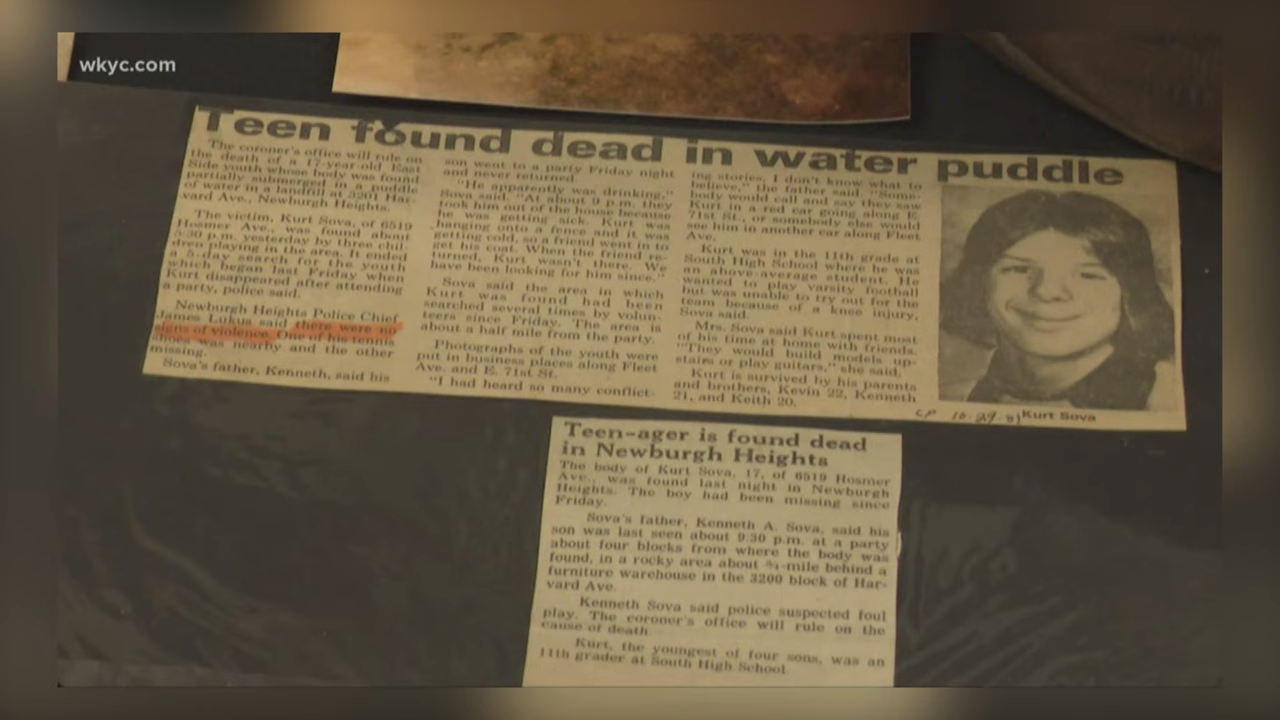 wkyc.com
Teen found dead in water puddle
The coroner's office will rule on
the death of a 17-year-old East
Side youth whose body was found
partially submerged in a puddle
of water in a landfill at 3201 Har-
vard Ave., Newburgh Heights.
The victim, Kurt Sova, of 6519
Hosmer Ave., was found about
5:30 p.m. yesterday by three chil-
dren playing in the area. It ended
a 5-day search for the youth
which began last Friday when
Kurt disappeared after attending
a party, police said.
Newburgh Heights Police Chief
James Lukus said there were no
signs of violence. One of his tennis
shoes was nearby and the other
missing.
Sova's father, Kenneth, said his
son went to a party Friday night
and never returned.
"He apparently was drinking,"
Sova said. "At about 9 p.m. they
took him out of the house because
he was getting sick. Kurt was
hanging onto a fence and it was
getting cold, so a friend went in to
get his coat. When the friend re-
turned, Kurt wasn't there. We
have been looking for him since."
Sova said the area in which
Kurt was found had been
searched several times by volun-
teers since Friday. The area is
about a half mile from the party.
Photographs of the youth were
put in business places along Fleet
Ave. and E. 71st St.
"I had heard so many conflict-
ing stories, I don't know what to
believe," the father said. "Some-
body would call and say they saw
Kurt in a red car going along E.
71st St., or somebody else would
see him in another car along Fleet
Ave.
Kurt was in the 11th grade at
South High School where he was
an above-average student. He
wanted to play varsity football
but was unable to try out for the
team because of a knee injury,
Sova said.
Mrs. Sova said Kurt spent most
of his time at home with friends.
"They would build models up-
stairs or play guitars," she said.
Kurt is survived by his parents
and brothers, Kevin 22, Kenneth
21, and Keith 20.
CP 10-29-81
Kurt Sova
Teen-ager is found dead
in Newburgh Heights
The body of Kurt Sova, 17, of 6519 Hosmer
Ave., was found last night in Newburgh
Heights. The boy had been missing since
Friday.
Sova's father, Kenneth A. Sova, said his
son was last seen about 9:30 p.m. at a party
about four blocks from where the body was
found, in a rocky area about ¾-mile behind a
furniture warehouse in the 3200 block of Har-
vard Ave.
Kenneth Sova said police suspected foul
play. The coroner's office will rule on the
cause of death.
Kurt, the youngest of four sons, was an
11th grader at South High School.